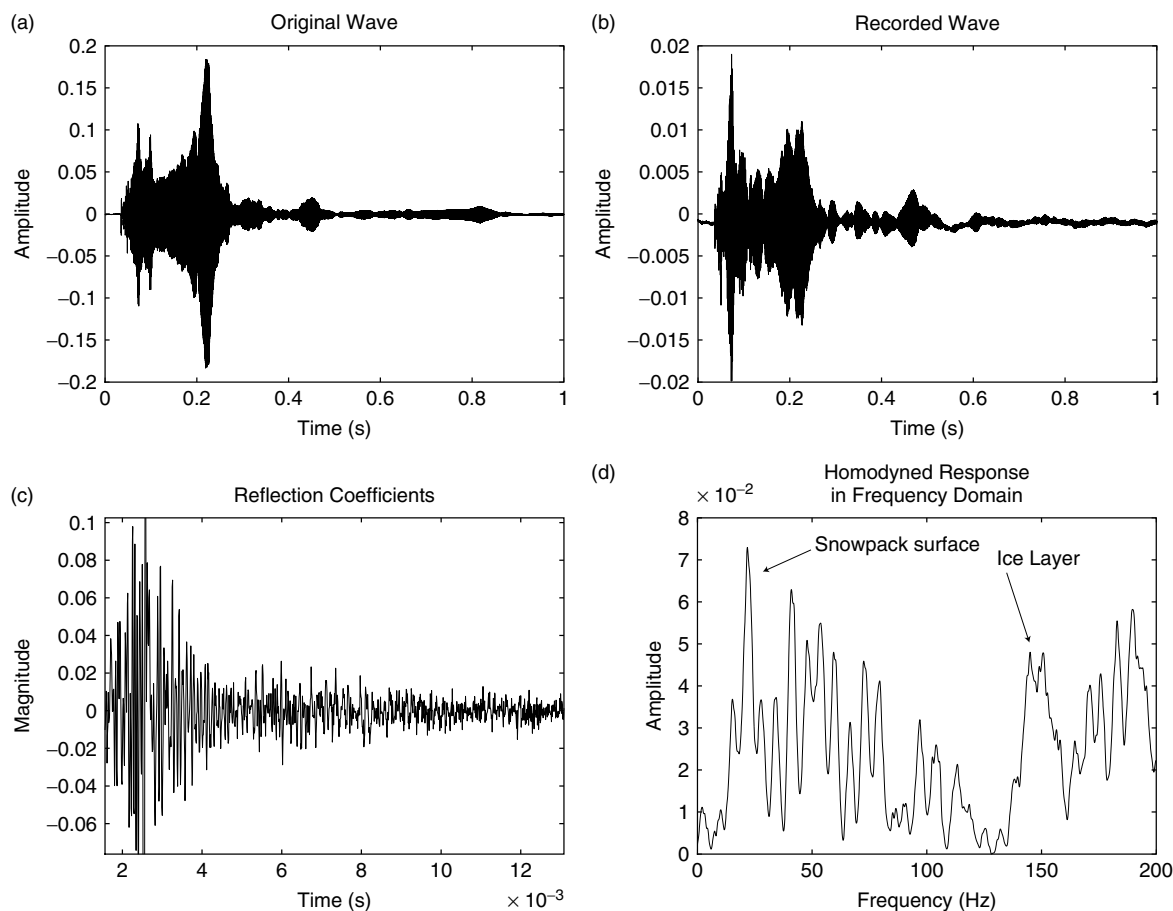 (a)
Original Wave
0.2
0.15
0.1
0.05
0
−0.05
−0.1
−0.15
−0.2
Amplitude
0 0.2 0.4 0.6 0.8 1
Time (s)
(b)
Recorded Wave
0.02
0.015
0.01
0.005
0
−0.005
−0.01
−0.015
−0.02
Amplitude
0 0.2 0.4 0.6 0.8 1
Time (s)
(c)
Reflection Coefficients
0.1
0.08
0.06
0.04
0.02
0
−0.02
−0.04
−0.06
Magnitude
2 4 6 8 10 12
Time (s)
× 10−3
(d)
Homodyned Response
in Frequency Domain
× 10−2
8
7
6
5
4
3
2
1
0
Amplitude
Snowpack surface
Ice Layer
0 50 100 150 200
Frequency (Hz)